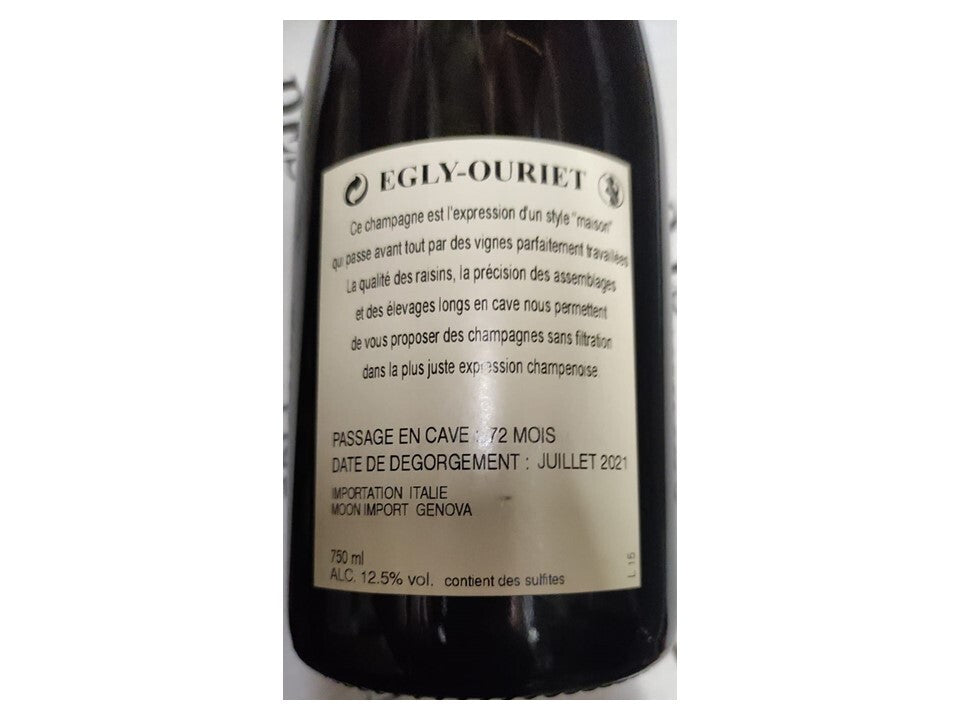 EGLY-OURIET
Ce champagne est l'expression d'un style "maison"
qui passe avant tout par des vignes parfaitement travaillées
La qualité des raisins, la précision des assemblages
et des élevages longs en cave nous permettent
de vous proposer des champagnes sans filtration
dans la plus juste expression champenoise
PASSAGE EN CAVE : 72 MOIS
DATE DE DEGORGEMENT : JUILLET 2021
IMPORTATION ITALIE
MOON IMPORT GENOVA
750 ml
ALC. 12.5% vol. contient des sulfites
L 15